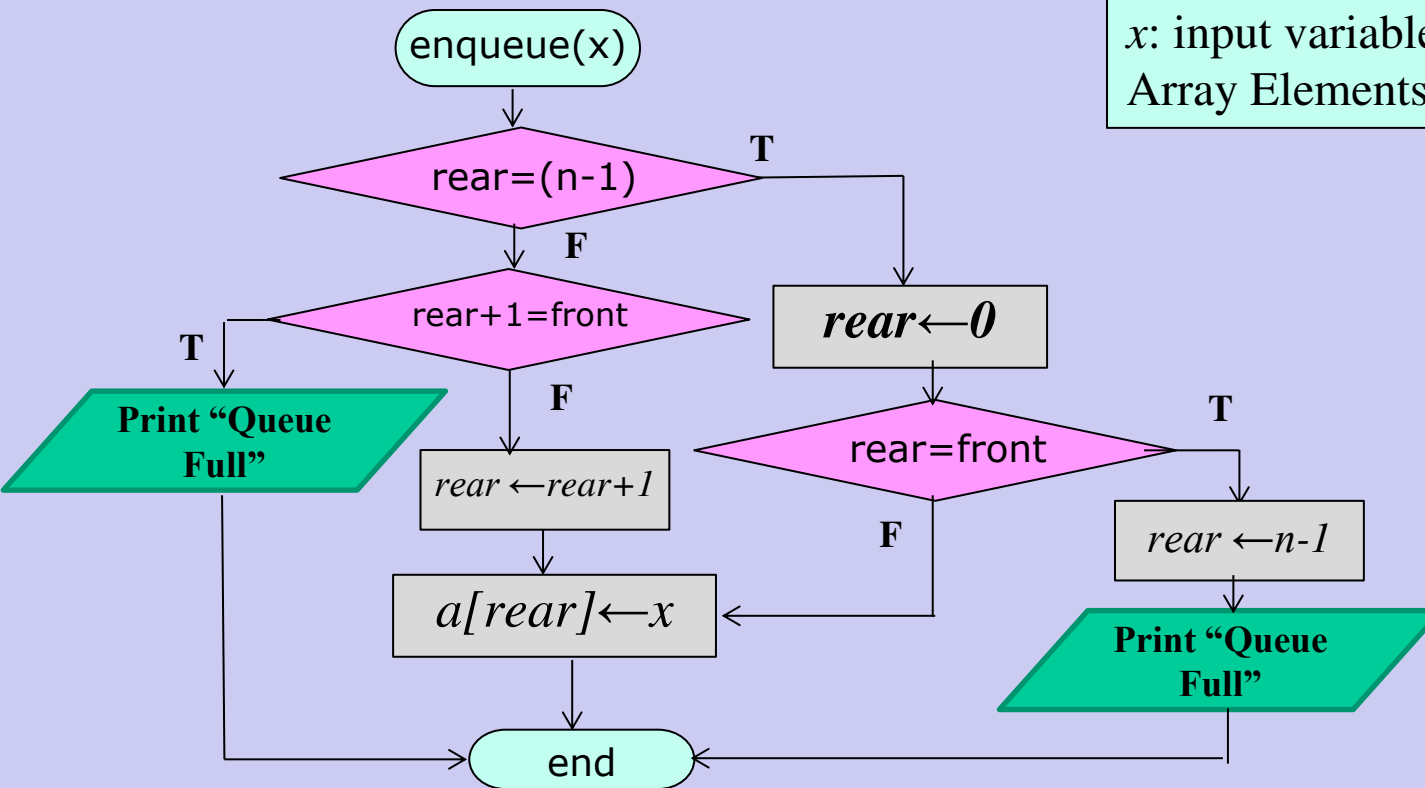 x: input variable
Array Elements
enqueue(x)
rear=(n-1)
T
F
rear+1=front
rear←0
T
F
T
Print “Queue
Full”
rear=front
rear ←rear+1
F
rear ←n-1
a[rear]←x
Print “Queue
Full”
end